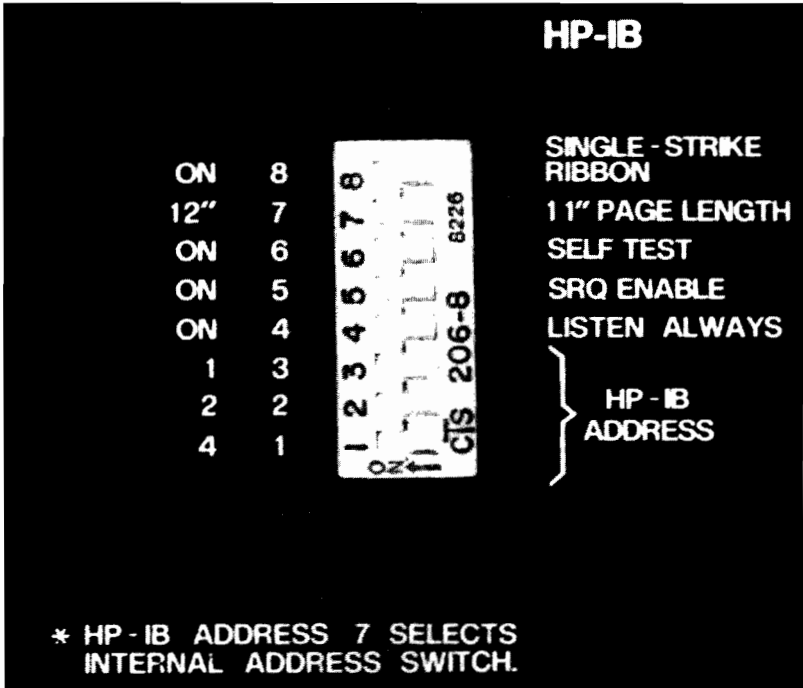 HP-IB
ON 8 8 SINGLE-STRIKE RIBBON
12" 7 7 11" PAGE LENGTH
ON 6 6 SELF TEST
ON 5 5 SRQ ENABLE
ON 4 4 LISTEN ALWAYS
1 3 3
2 2 2 HP-IB
4 1 1 ADDRESS
8226
CTS 206-8
ON
* HP-IB ADDRESS 7 SELECTS
INTERNAL ADDRESS SWITCH.